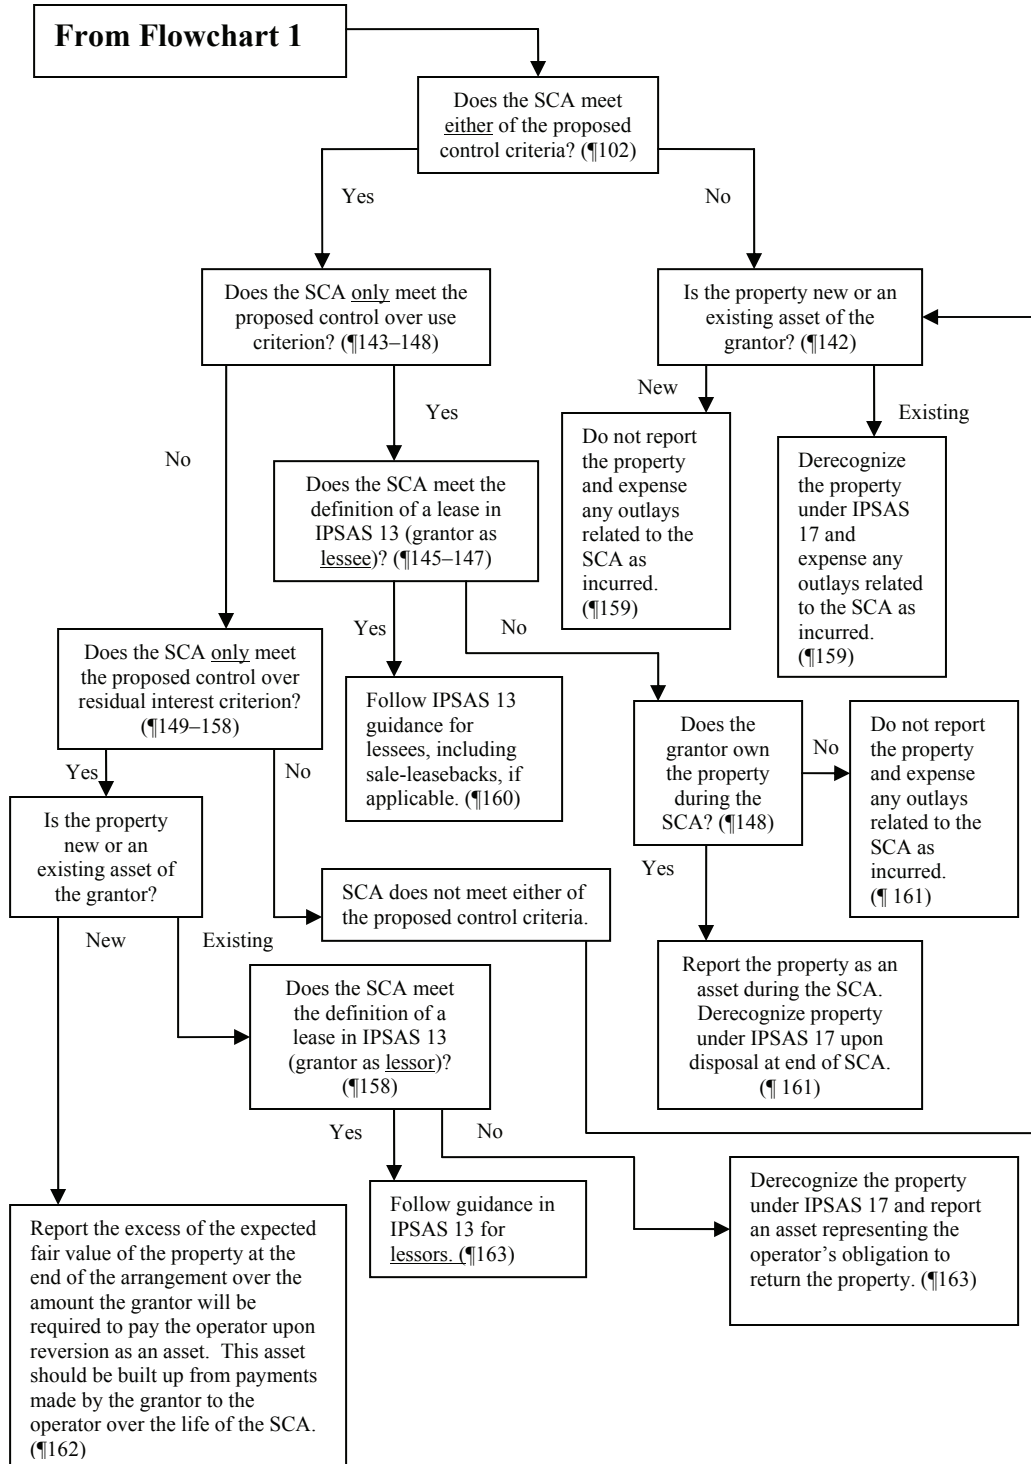 From Flowchart 1
Does the SCA meet
either of the proposed
control criteria? (¶102)
Yes
No
Does the SCA only meet the
proposed control over use
criterion? (¶143–148)
Is the property new or an
existing asset of the
grantor? (¶142)
No
Yes
New
Existing
Does the SCA meet the
definition of a lease in
IPSAS 13 (grantor as
lessee)? (¶145–147)
Do not report
the property
and expense
any outlays
related to the
SCA as
incurred.
(¶159)
Derecognize
the property
under IPSAS
17 and
expense any
outlays related
to the SCA as
incurred.
(¶159)
Yes
No
Does the SCA only meet
the proposed control over
residual interest criterion?
(¶149–158)
Follow IPSAS 13
guidance for
lessees, including
sale-leasebacks, if
applicable. (¶160)
Does the
grantor own
the property
during the
SCA? (¶148)
No
Do not report
the property
and expense
any outlays
related to the
SCA as
incurred.
(¶ 161)
Yes
No
Is the property
new or an
existing asset of
the grantor?
SCA does not meet either of
the proposed control criteria.
Yes
Report the property as an
asset during the SCA.
Derecognize property
under IPSAS 17 upon
disposal at end of SCA.
(¶ 161)
New
Existing
Does the SCA meet
the definition of a
lease in IPSAS 13
(grantor as lessor)?
(¶158)
Yes
No
Follow guidance in
IPSAS 13 for
lessors. (¶163)
Derecognize the property
under IPSAS 17 and report
an asset representing the
operator’s obligation to
return the property. (¶163)
Report the excess of the expected
fair value of the property at the
end of the arrangement over the
amount the grantor will be
required to pay the operator upon
reversion as an asset.  This asset
should be built up from payments
made by the grantor to the
operator over the life of the SCA.
(¶162)